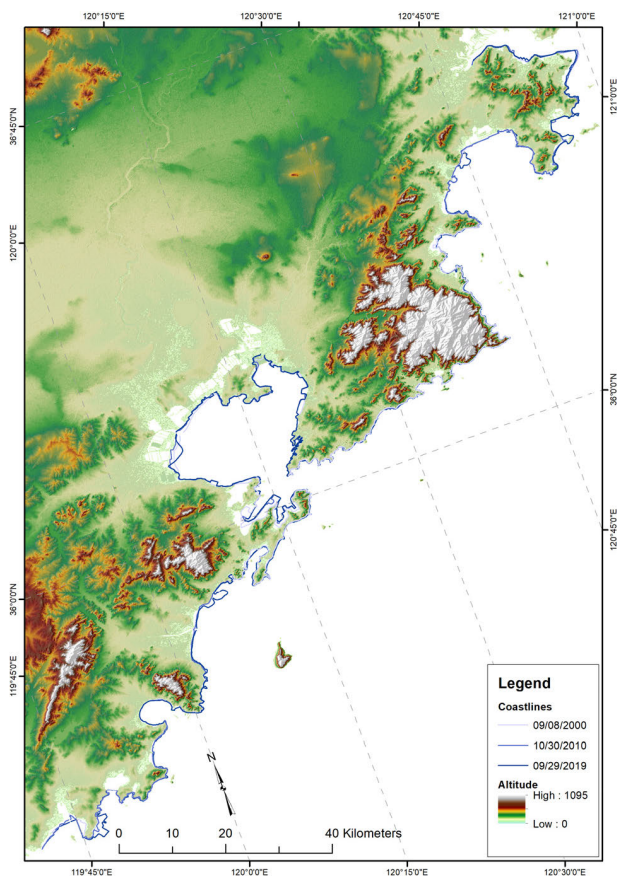 120°15'0"E 120°30'0"E 120°45'0"E 121°0'0"E
121°0'0"E
36°45'0"N
120°0'0"E
36°0'0"N
120°45'0"E
36°0'0"N
119°45'0"E
Legend
Coastlines
09/08/2000
10/30/2010
09/29/2019
Altitude
High : 1095
Low : 0
N
0 10 20 40 Kilometers
119°45'0"E 120°0'0"E 120°15'0"E 120°30'0"E